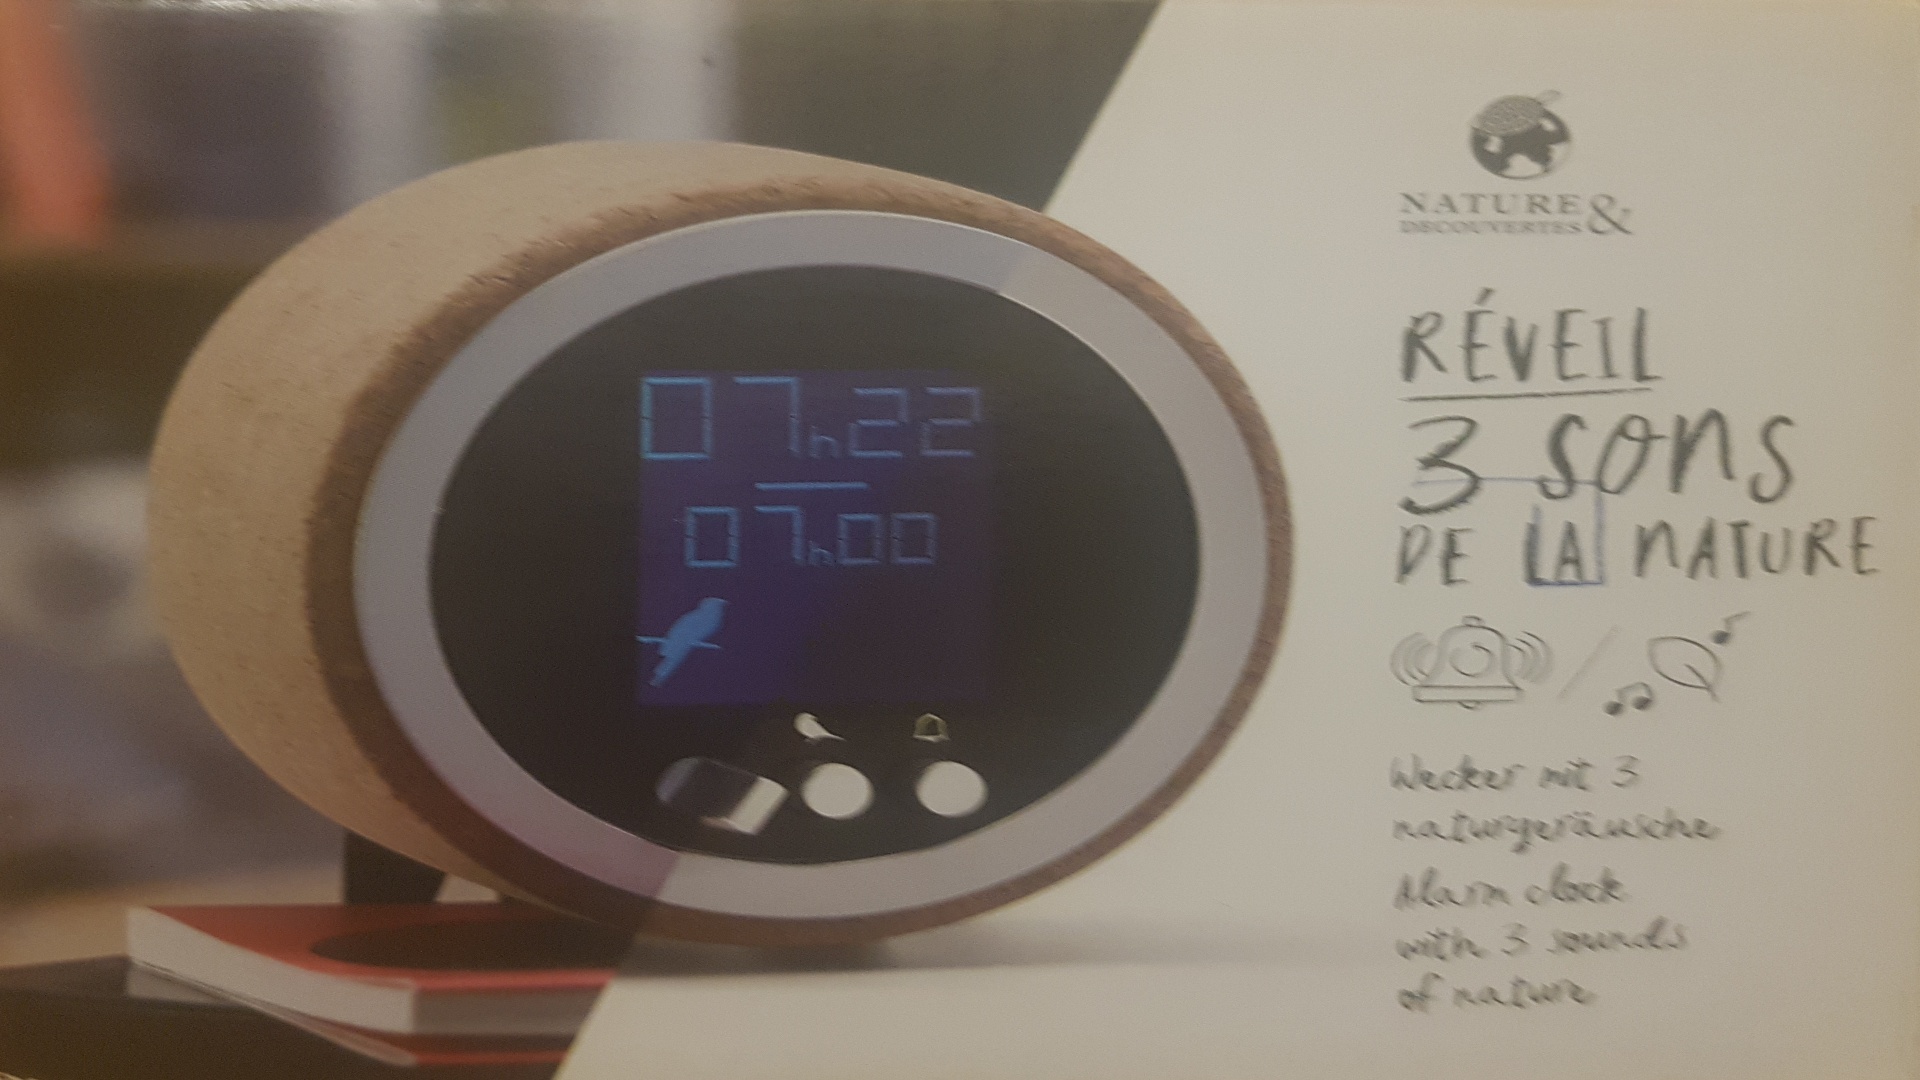 07h22
07h00
NATURE &
DECOUVERTES
RÉVEIL
3 SONS
DE LA NATURE
Wecker mit 3
naturgeräusche
Alarm clock
with 3 sounds
of nature